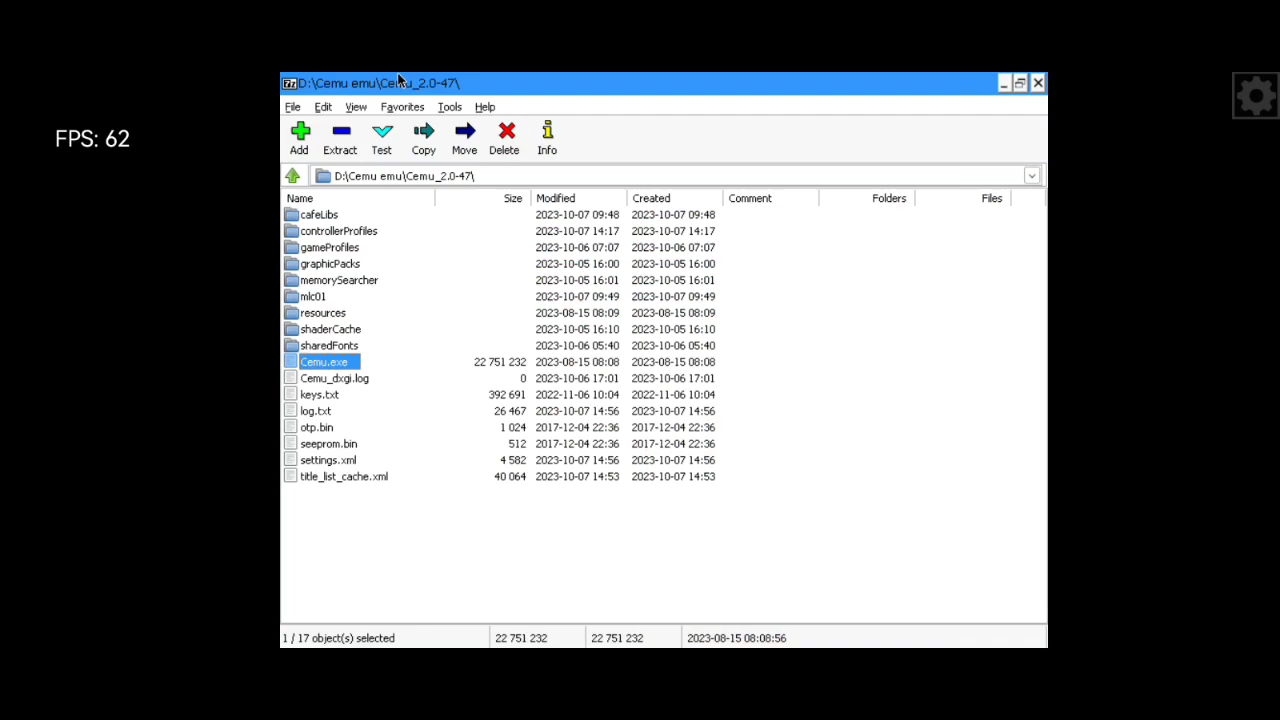 D:\Cemu emu\Cemu_2.0-47\
File Edit View Favorites Tools Help
FPS: 62
Add Extract Test Copy Move Delete Info
D:\Cemu emu\Cemu_2.0-47\
Name Size Modified Created Comment Folders Files
cafeLibs 2023-10-07 09:48 2023-10-07 09:48
controllerProfiles 2023-10-07 14:17 2023-10-07 14:17
gameProfiles 2023-10-06 07:07 2023-10-06 07:07
graphicPacks 2023-10-05 16:00 2023-10-05 16:00
memorySearcher 2023-10-05 16:01 2023-10-05 16:01
mlc01 2023-10-07 09:49 2023-10-07 09:49
resources 2023-08-15 08:09 2023-08-15 08:09
shaderCache 2023-10-05 16:10 2023-10-05 16:10
sharedFonts 2023-10-06 05:40 2023-10-06 05:40
Cemu.exe 22 751 232 2023-08-15 08:08 2023-08-15 08:08
Cemu_dxgi.log 0 2023-10-06 17:01 2023-10-06 17:01
keys.txt 392 691 2022-11-06 10:04 2022-11-06 10:04
log.txt 26 467 2023-10-07 14:56 2023-10-07 14:56
otp.bin 1 024 2017-12-04 22:36 2017-12-04 22:36
seeprom.bin 512 2017-12-04 22:36 2017-12-04 22:36
settings.xml 4 582 2023-10-07 14:56 2023-10-07 14:56
title_list_cache.xml 40 064 2023-10-07 14:53 2023-10-07 14:53
1 / 17 object(s) selected 22 751 232 22 751 232 2023-08-15 08:08:56